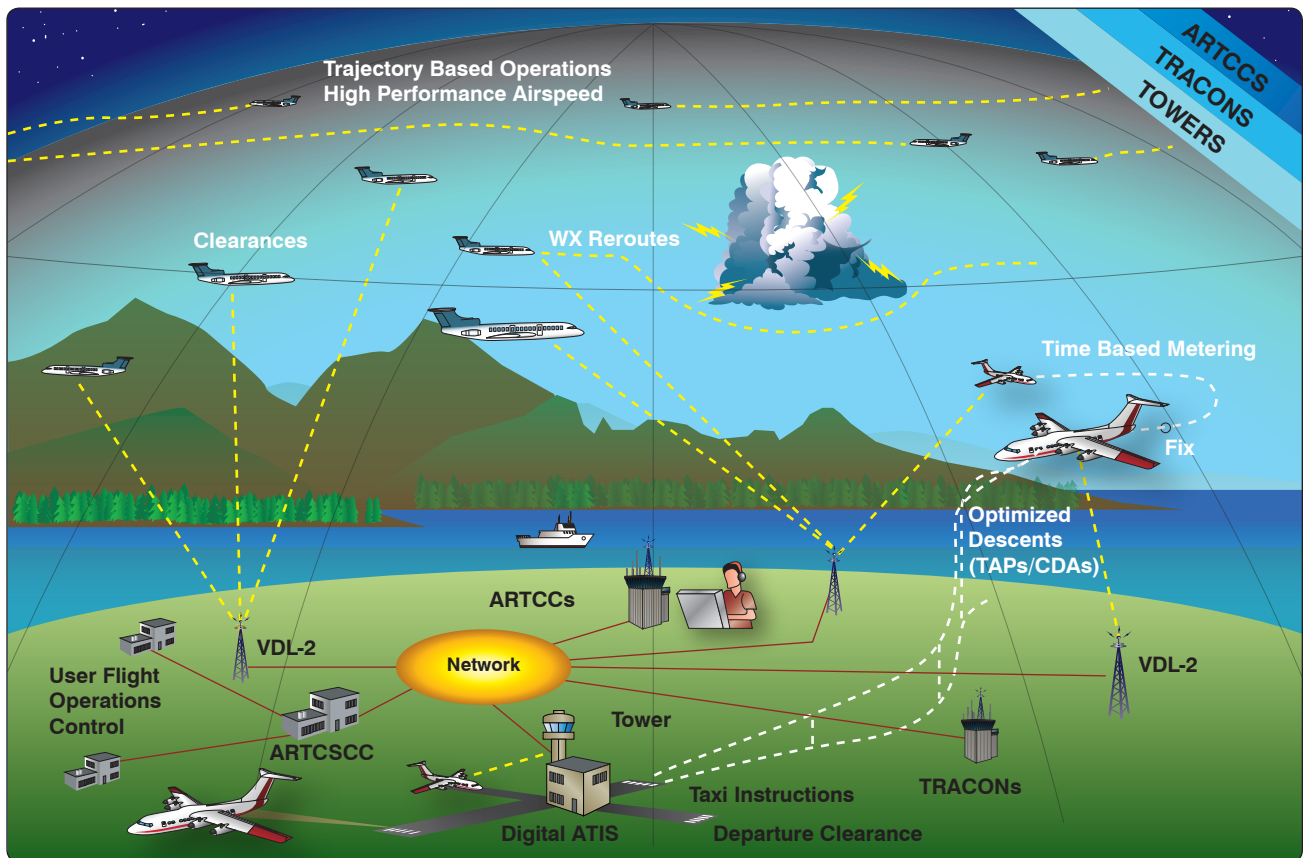 ARTCCS
TRACONS
TOWERS
Trajectory Based Operations
High Performance Airspeed
Clearances
WX Reroutes
Time Based Metering
Fix
Optimized
Descents
(TAPs/CDAs)
ARTCCs
VDL-2
Network
VDL-2
User Flight
Operations
Control
Tower
ARTCSCC
TRACONs
Taxi Instructions
Digital ATIS
Departure Clearance